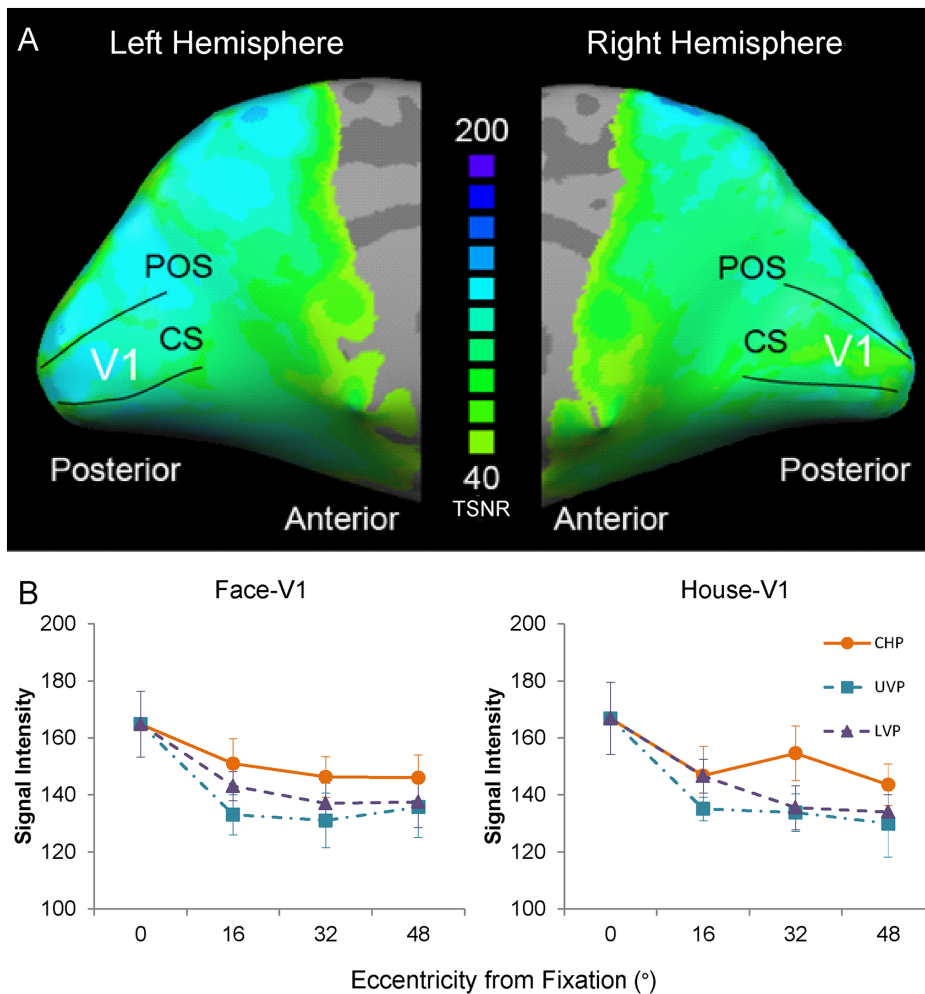 A
Left Hemisphere
Right Hemisphere
200
POS
POS
CS
CS
V1
V1
Posterior
Posterior
40
TSNR
Anterior
Anterior
B
Face-V1
House-V1
200
180
160
140
120
100
Signal Intensity
0 16 32 48
200
180
160
140
120
100
Signal Intensity
0 16 32 48
CHP
UVP
LVP
Eccentricity from Fixation (°)